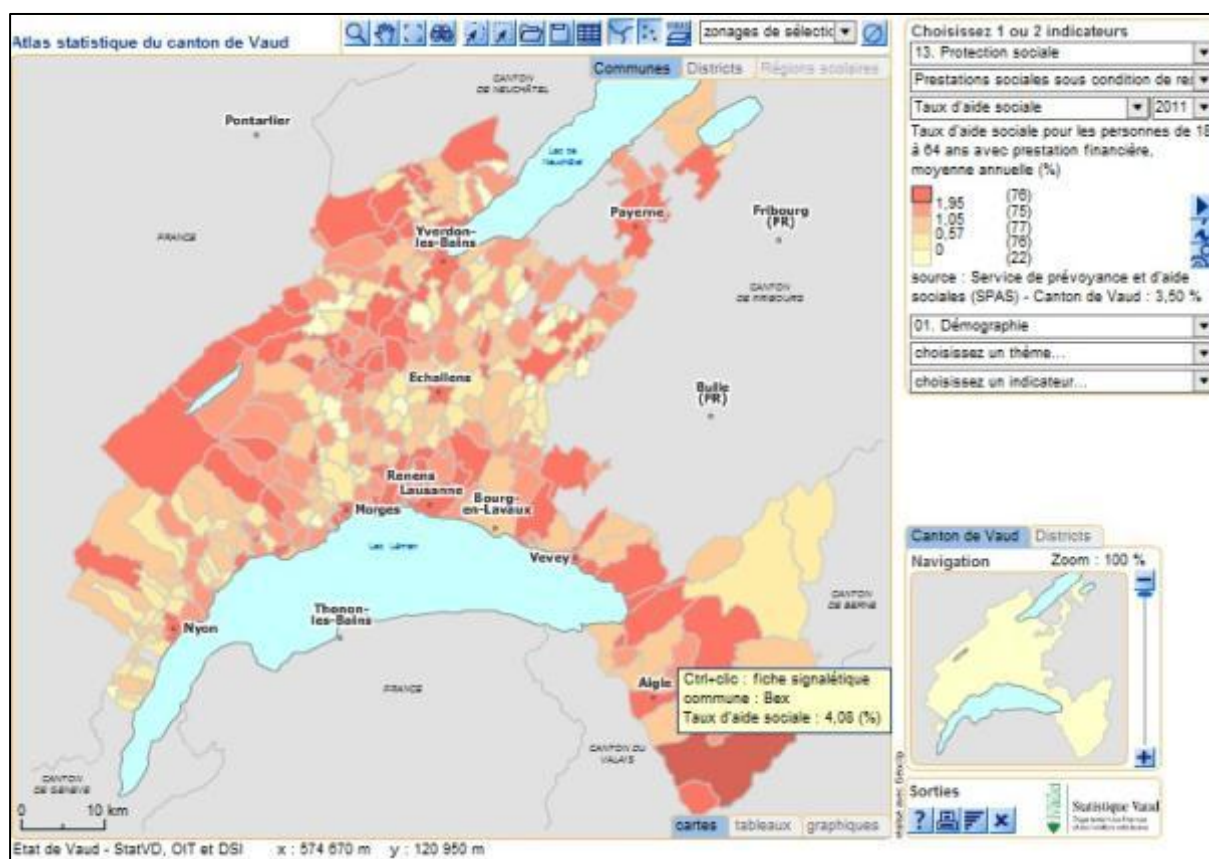 Atlas statistique du canton de Vaud
zonages de sélectic
Communes Districts Régions scolaires
CANTON
DE NEUCHÂTEL
Pontarlier
Lac de
Neuchâtel
FRANCE
Yverdon-
les-Bains
Payerne
Fribourg
(FR)
CANTON
DE FRIBOURG
Echallens
Bulle
(FR)
Renens
Lausanne
Bourg-
en-Lavaux
Morges
Lac Léman
Vevey
CANTON
DE BERNE
Thonon-
les-Bains
Nyon
FRANCE
Aigle
Ctrl+clic : fiche signalétique
commune : Bex
Taux d'aide sociale : 4,08 (%)
CANTON DU
VALAIS
CANTON
DE GENEVE
0 10 km
cartes tableaux graphiques
Etat de Vaud - StatVD, OIT et DSI x : 574 670 m y : 120 950 m
Choisissez 1 ou 2 indicateurs
13. Protection sociale
Prestations sociales sous condition de re
Taux d'aide sociale 2011
Taux d'aide sociale pour les personnes de 18
à 64 ans avec prestation financière,
moyenne annuelle (%)
(76)
1,95
(75)
1,05
(77)
0,57
(76)
0
(22)
source : Service de prévoyance et d'aide
sociales (SPAS) - Canton de Vaud : 3,50 %
01. Démographie
choisissez un thème...
choisissez un indicateur...
Canton de Vaud Districts
Navigation Zoom : 100 %
Sorties
Statistique Vaud